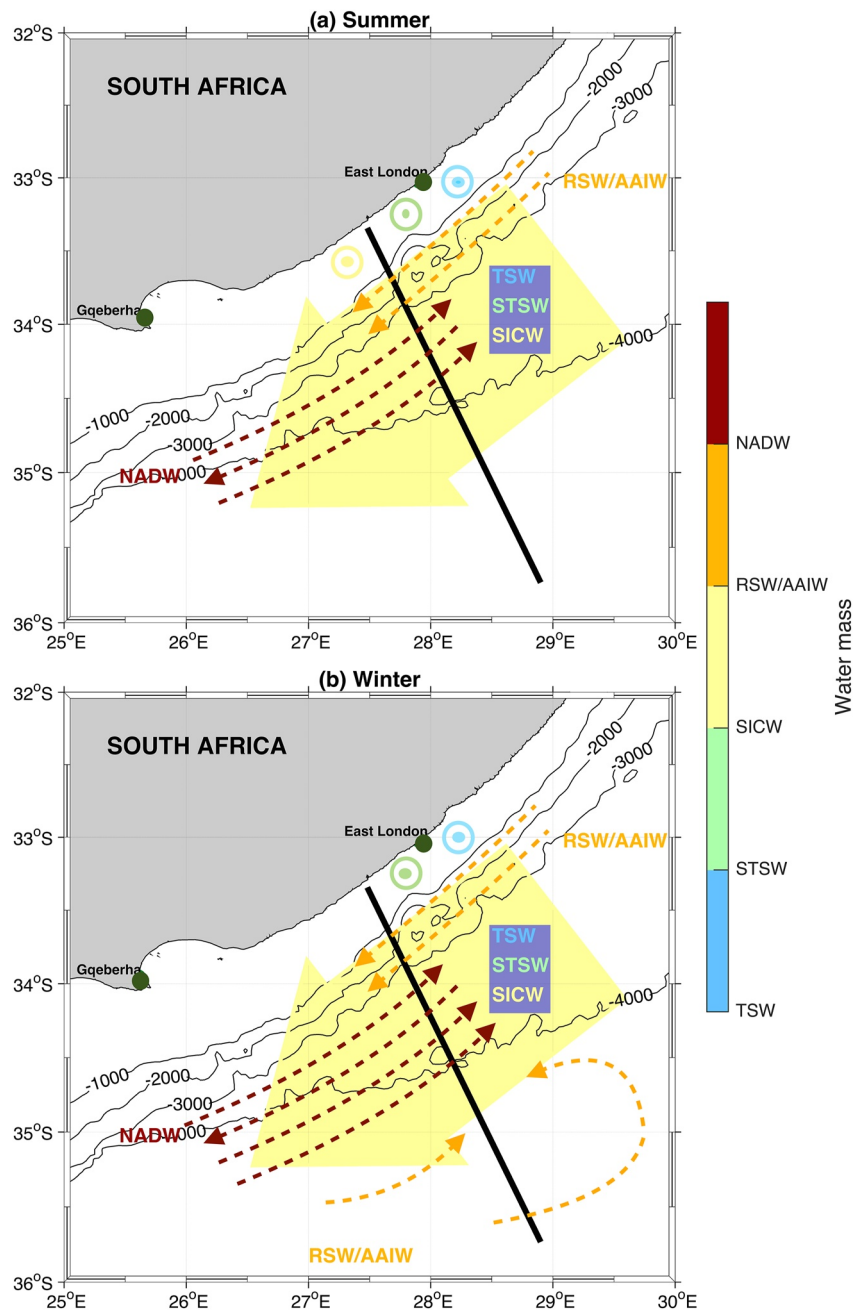 (a) Summer
32°S
SOUTH AFRICA
-2000
-3000
East London
33°S
RSW/AAIW
TSW
STSW
SICW
Gqeberha
34°S
-4000
-1000
-2000
-3000
NADW
000
35°S
36°S
25°E
26°E
27°E
28°E
29°E
30°E
(b) Winter
32°S
SOUTH AFRICA
-2000
-3000
East London
33°S
RSW/AAIW
TSW
STSW
SICW
Gqeberha
34°S
-4000
-1000
-2000
-3000
NADW
000
35°S
RSW/AAIW
36°S
25°E
26°E
27°E
28°E
29°E
30°E
NADW
RSW/AAIW
SICW
STSW
TSW
Water mass